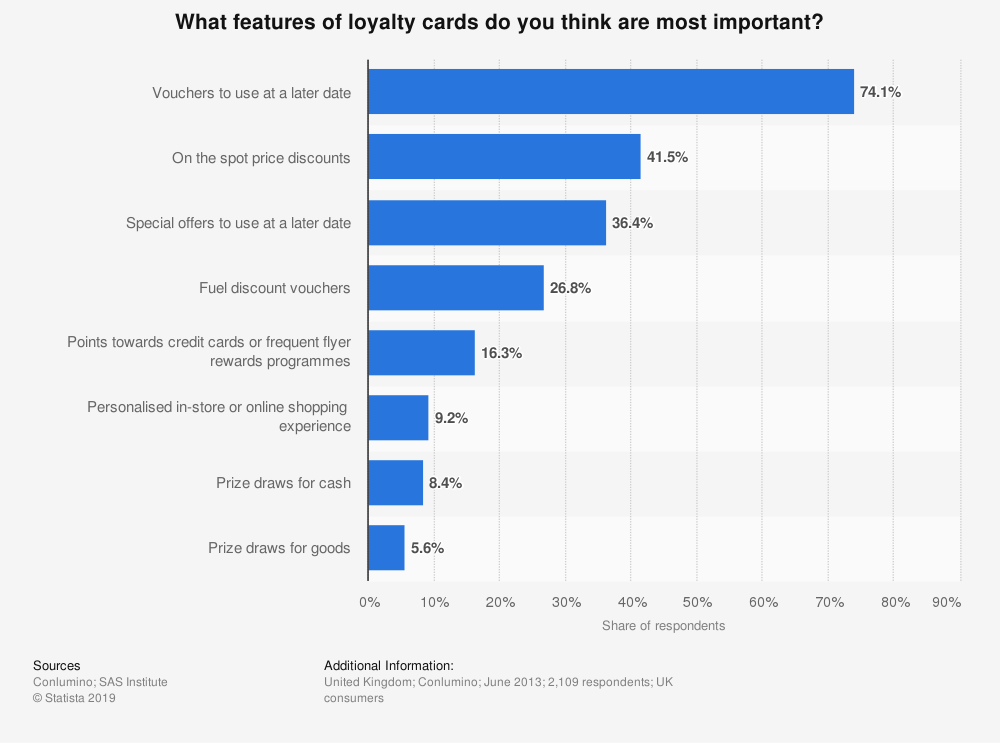 What features of loyalty cards do you think are most important?
Vouchers to use at a later date
74.1%
On the spot price discounts
41.5%
Special offers to use at a later date
36.4%
Fuel discount vouchers
26.8%
Points towards credit cards or frequent flyer
rewards programmes
16.3%
Personalised in-store or online shopping
experience
9.2%
Prize draws for cash
8.4%
Prize draws for goods
5.6%
0% 10% 20% 30% 40% 50% 60% 70% 80% 90%
Share of respondents
Sources
Conlumino; SAS Institute
© Statista 2019
Additional Information:
United Kingdom; Conlumino; June 2013; 2,109 respondents; UK
consumers